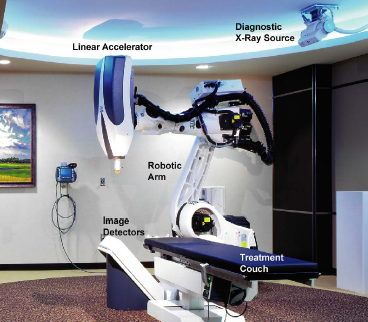 Diagnostic
X-Ray Source
Linear Accelerator
Robotic
Arm
Image
Detectors
Treatment
Couch